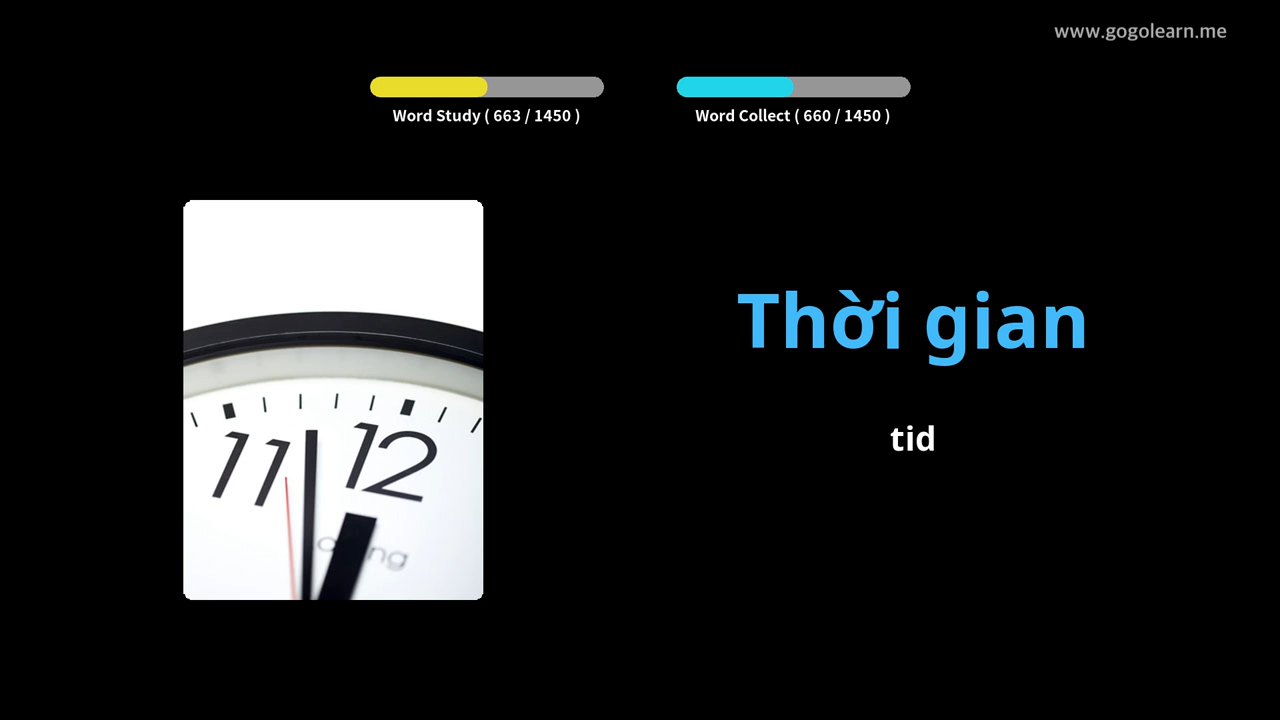 www.gogolearn.me
Word Study ( 663 / 1450 )
Word Collect ( 660 / 1450 )
11
12
Thời gian
tid